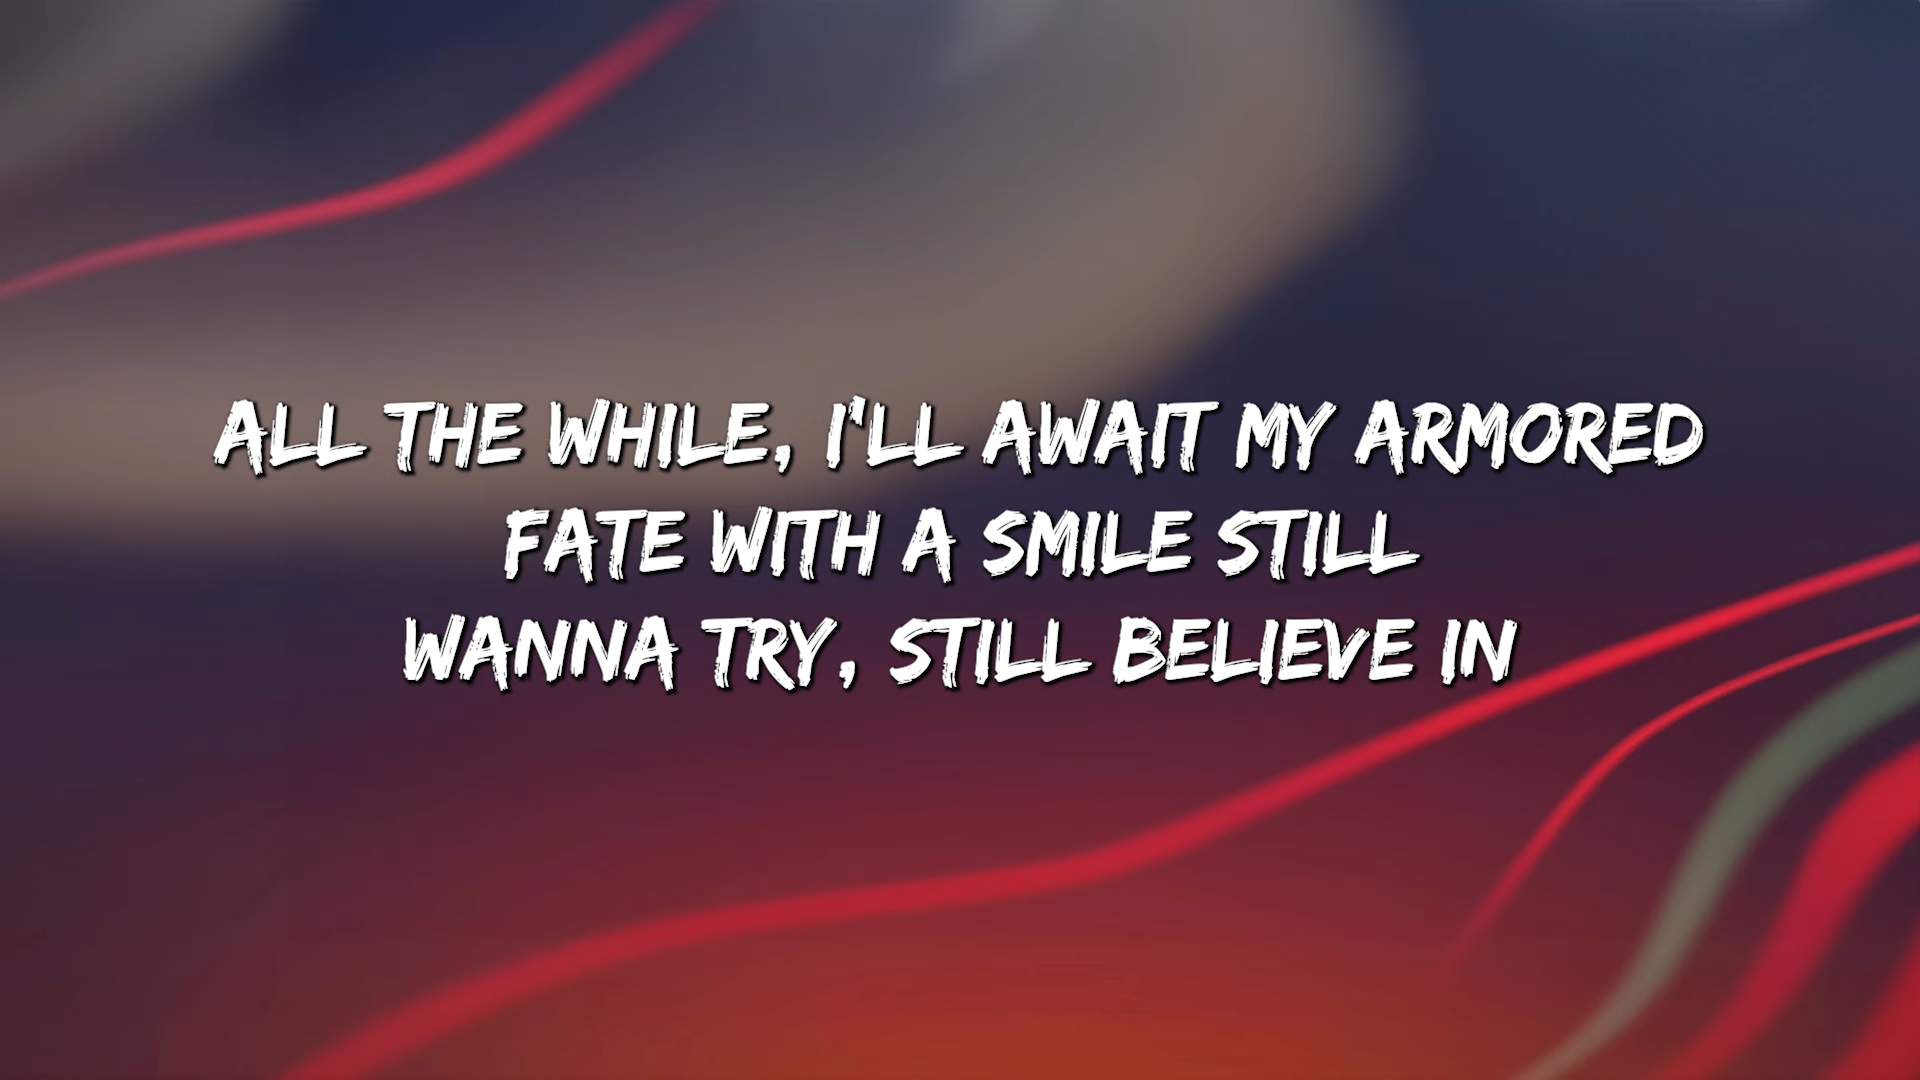 ALL THE WHILE, I'LL AWAIT MY ARMORED
FATE WITH A SMILE STILL
WANNA TRY, STILL BELIEVE IN